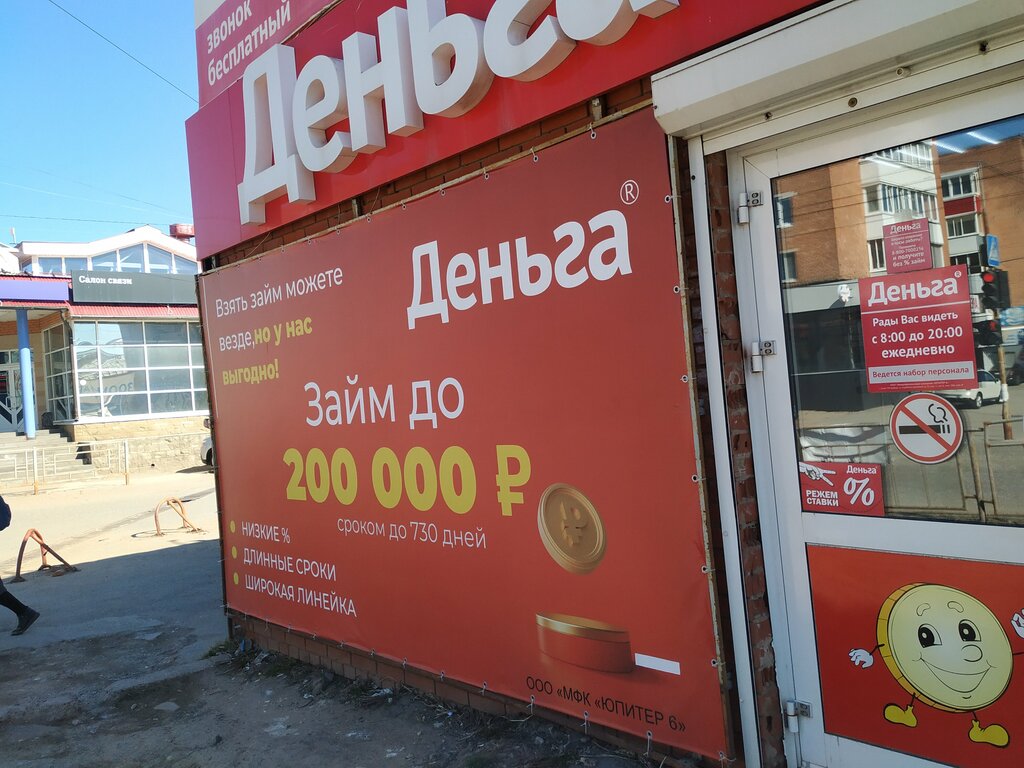 звонок
бесплатный
Деньга
Взять займ можете
везде,но у нас
выгодно!
Деньга®
Займ до
200 000 ₽
сроком до 730 дней
НИЗКИЕ %
ДЛИННЫЕ СРОКИ
ШИРОКАЯ ЛИНЕЙКА
ООО «МФК «ЮПИТЕР 6»
Салон связи
Деньга
Деньга®
Рады Вас видеть
с 8:00 до 20:00
ежедневно
Ведется набор персонала
Деньга
РЕЖЕМ
СТАВКИ
%